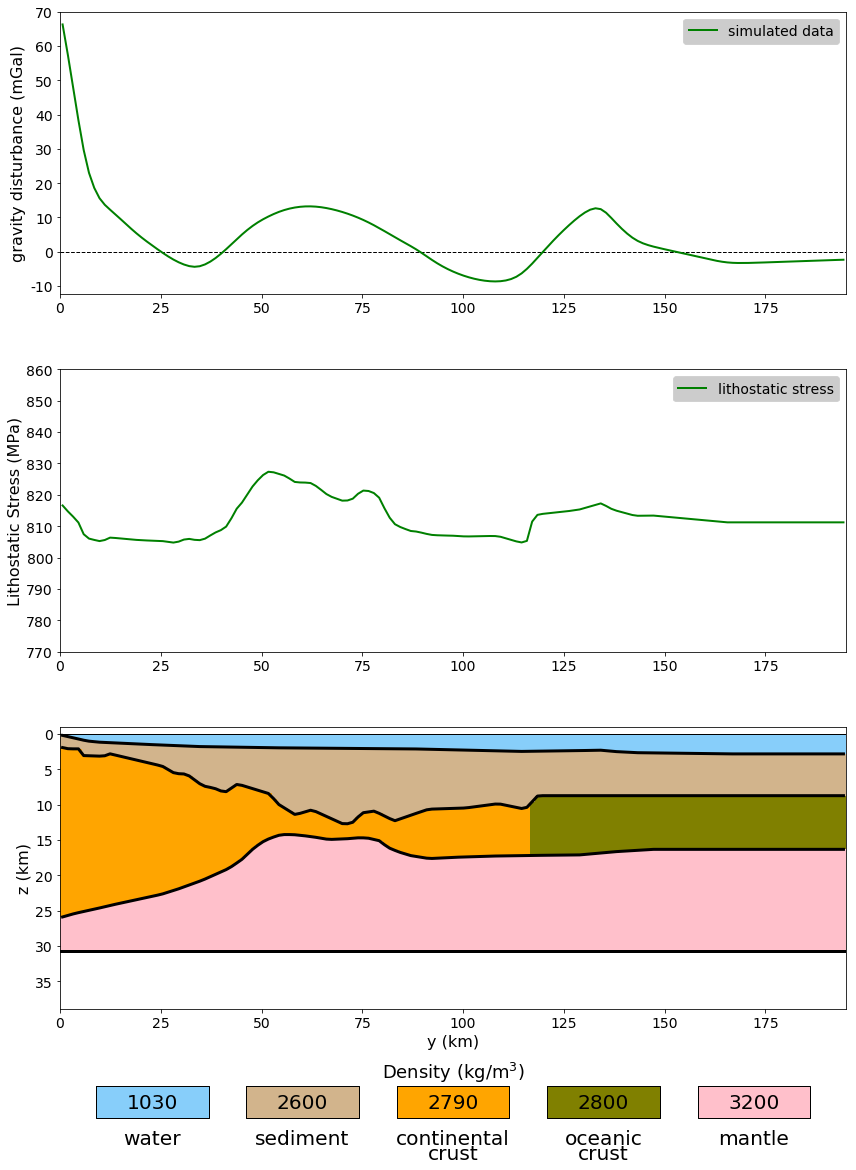 70
60
50
40
30
20
10
0
-10
gravity disturbance (mGal)
simulated data
0 25 50 75 100 125 150 175
860
850
840
830
820
810
800
790
780
770
Lithostatic Stress (MPa)
lithostatic stress
0 25 50 75 100 125 150 175
0
5
10
15
20
25
30
35
z (km)
0 25 50 75 100 125 150 175
y (km)
Density (kg/m³)
1030 2600 2790 2800 3200
water sediment continental oceanic mantle
crust crust